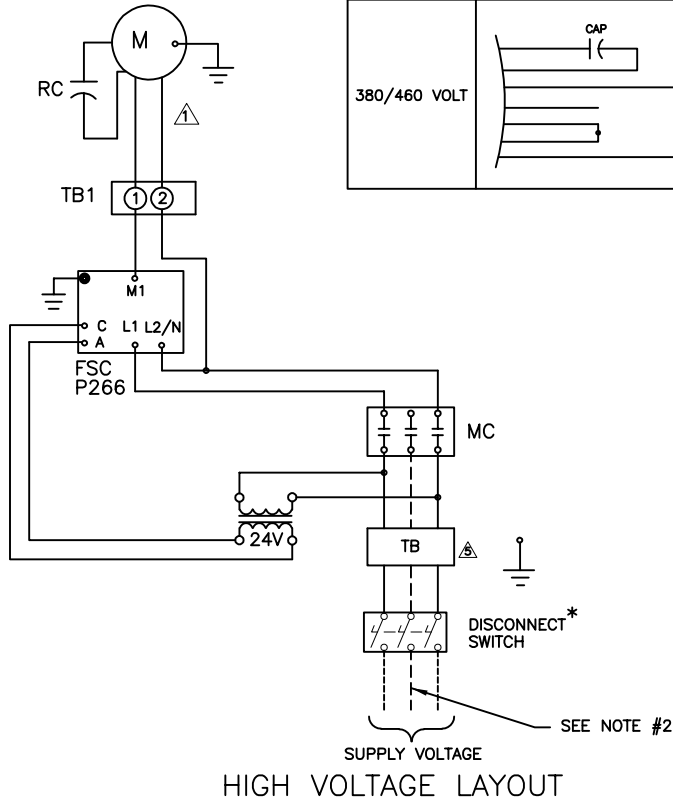 M
RC
1
CAP
380/460 VOLT
TB1
1 2
M1
C L1 L2/N
A
FSC
P266
MC
24V
TB
5
DISCONNECT*
SWITCH
SEE NOTE #2
SUPPLY VOLTAGE
HIGH VOLTAGE LAYOUT